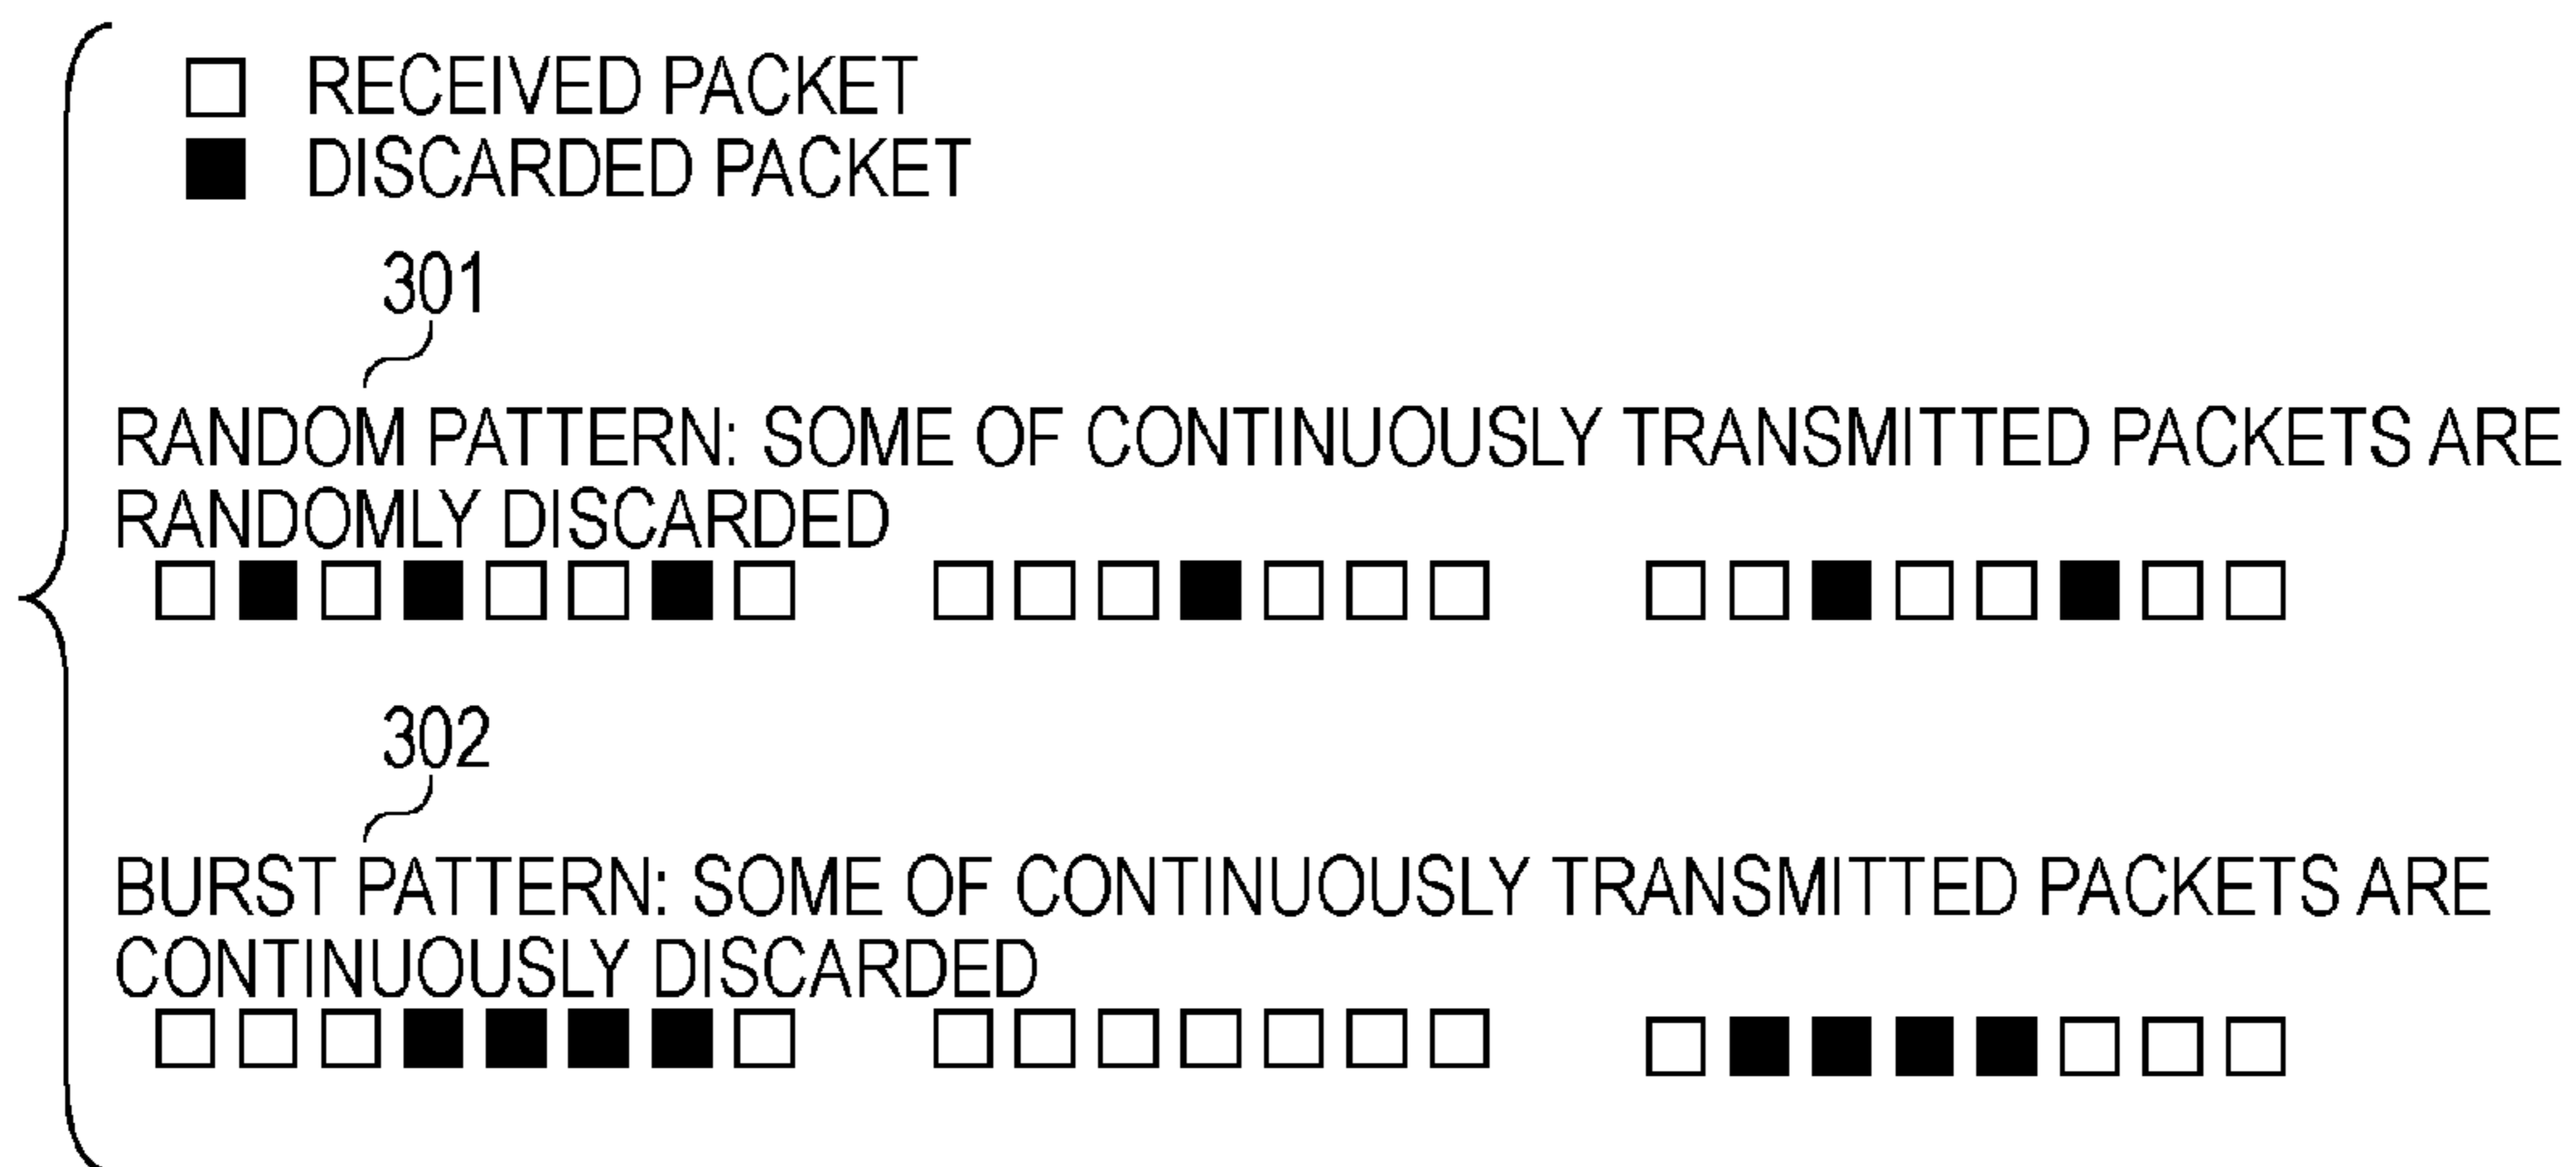 RECEIVED PACKET
DISCARDED PACKET
301
RANDOM PATTERN: SOME OF CONTINUOUSLY TRANSMITTED PACKETS ARE
RANDOMLY DISCARDED
302
BURST PATTERN: SOME OF CONTINUOUSLY TRANSMITTED PACKETS ARE
CONTINUOUSLY DISCARDED